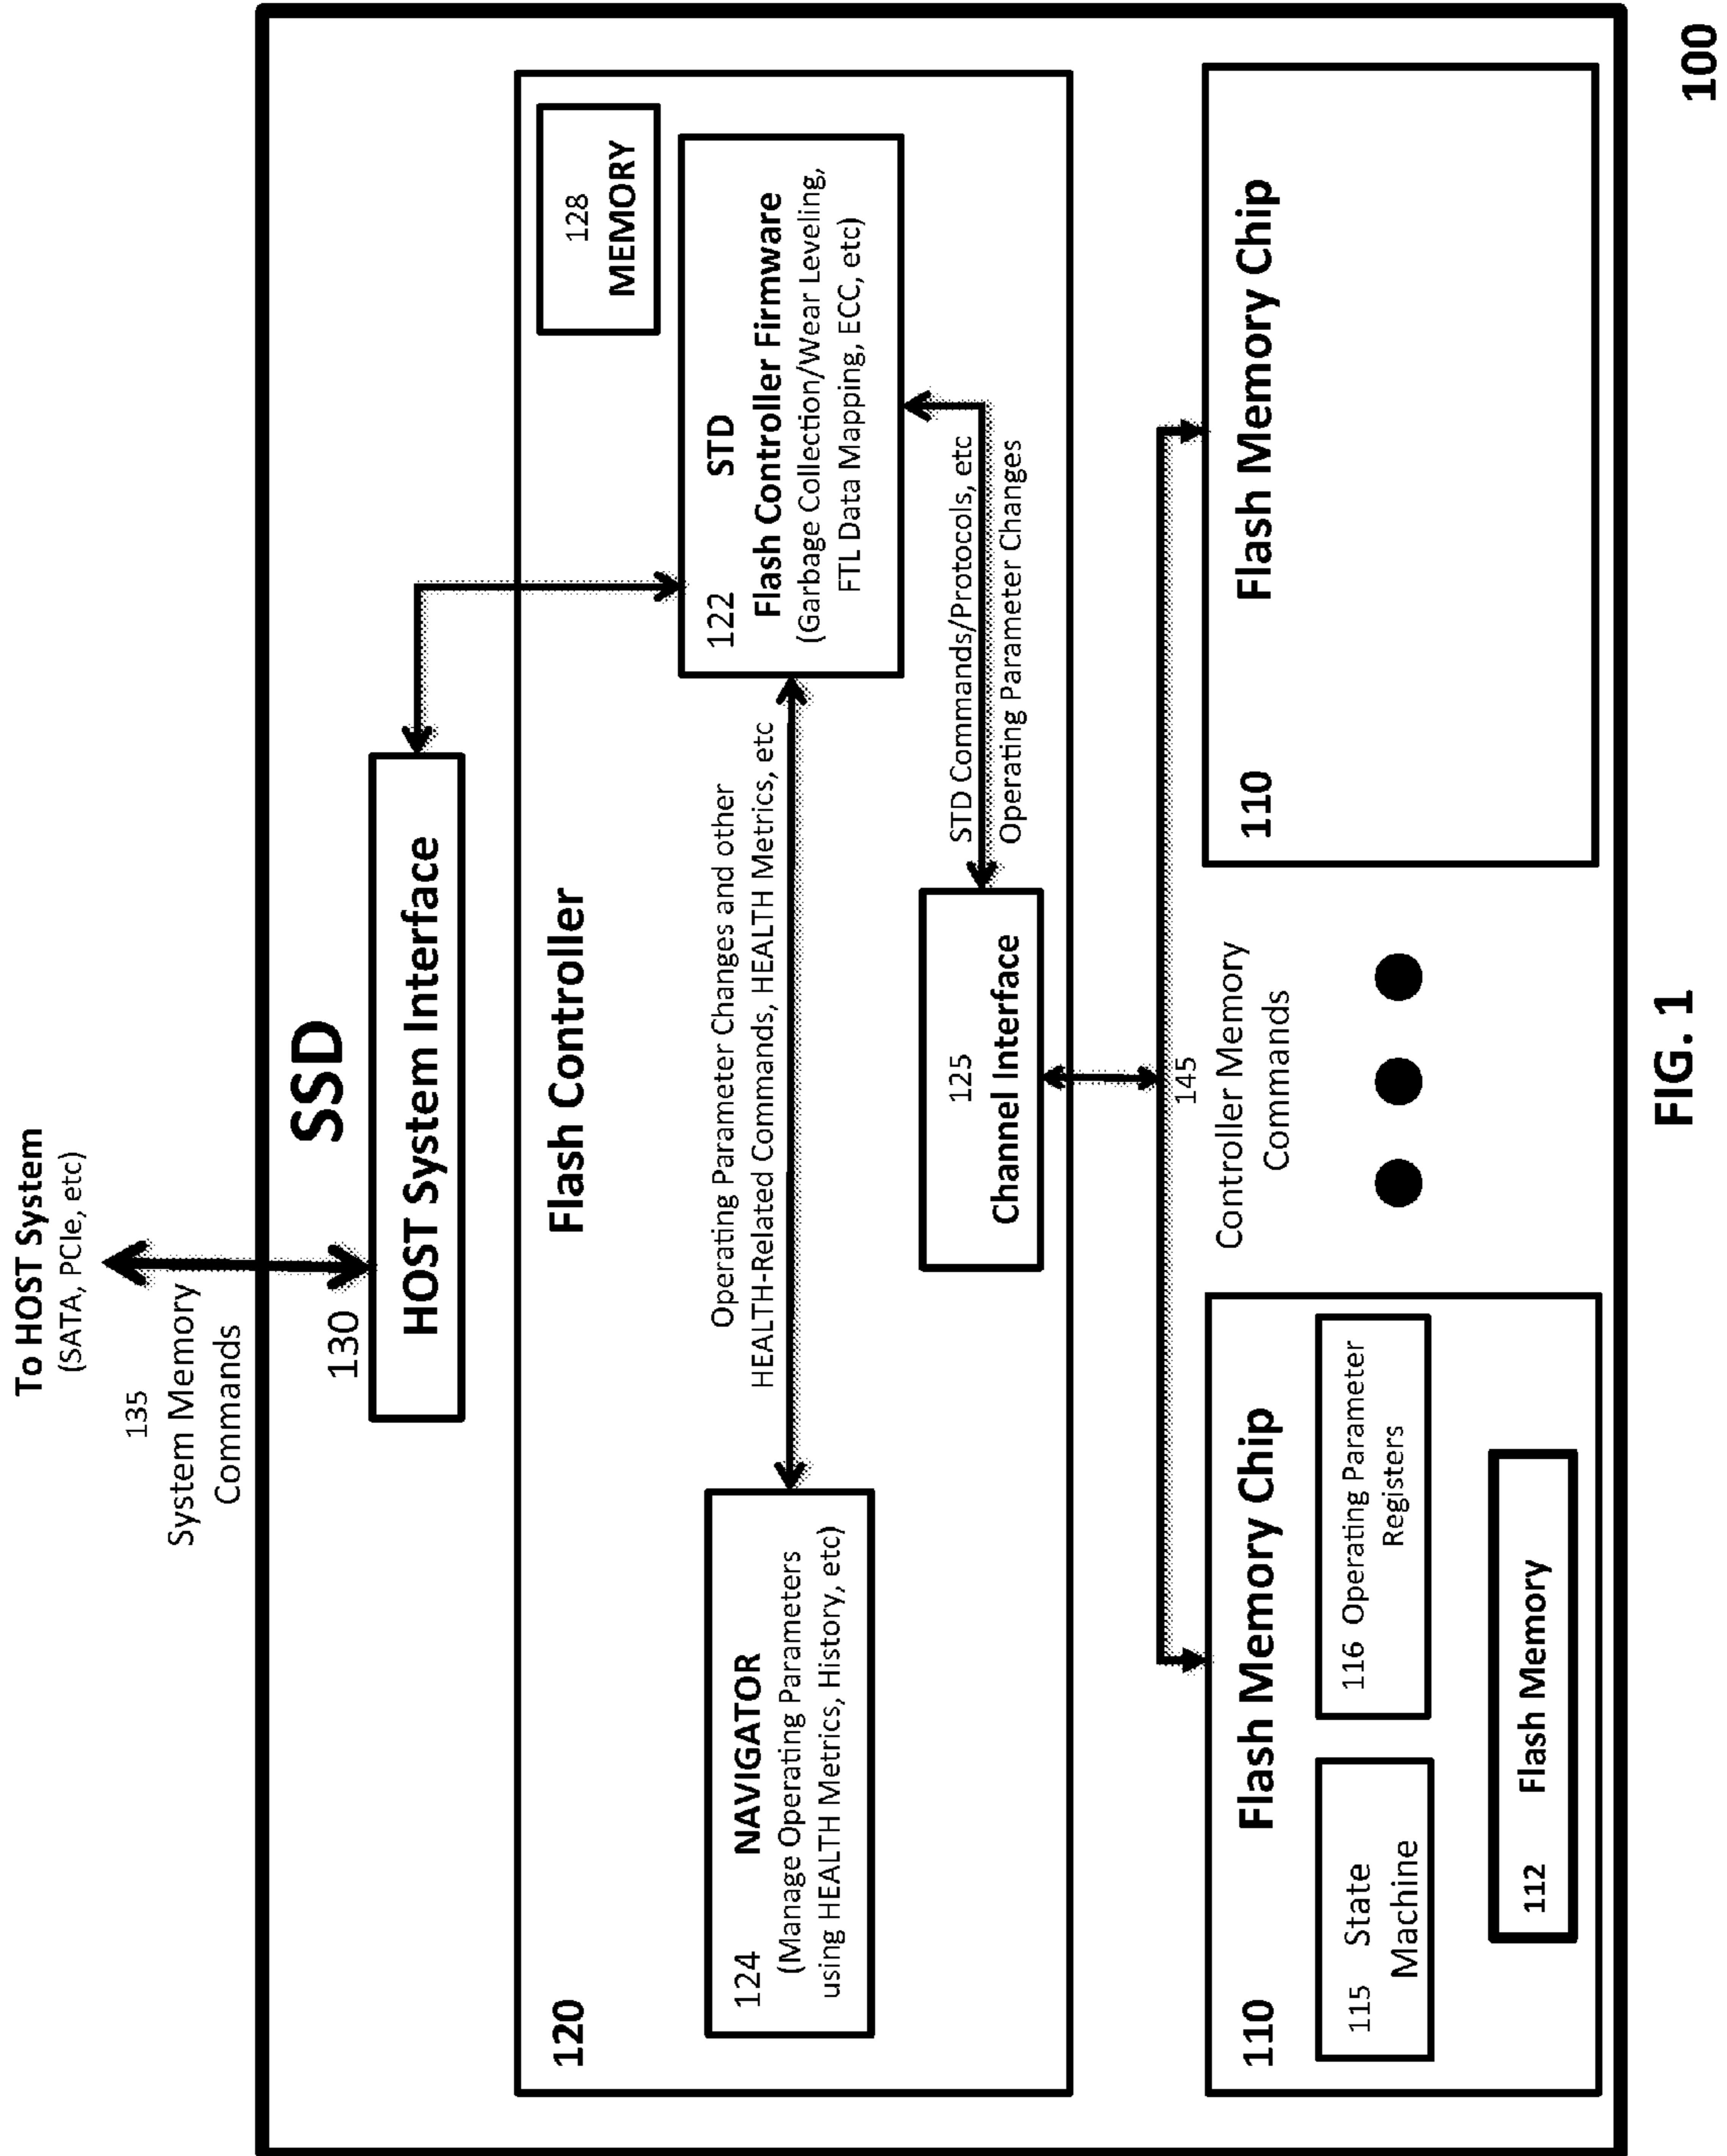 To HOST System
(SATA, PCIe, etc)
135
System Memory
Commands
SSD
130
HOST System Interface
120
Flash Controller
128
MEMORY
124 NAVIGATOR
(Manage Operating Parameters
using HEALTH Metrics, History, etc)
Operating Parameter Changes and other
HEALTH-Related Commands, HEALTH Metrics, etc
122 STD
Flash Controller Firmware
(Garbage Collection/Wear Leveling,
FTL Data Mapping, ECC, etc)
STD Commands/Protocols, etc
Operating Parameter Changes
125
Channel Interface
145
Controller Memory
Commands
110 Flash Memory Chip
115 State
Machine
116 Operating Parameter
Registers
112 Flash Memory
110 Flash Memory Chip
FIG. 1
100